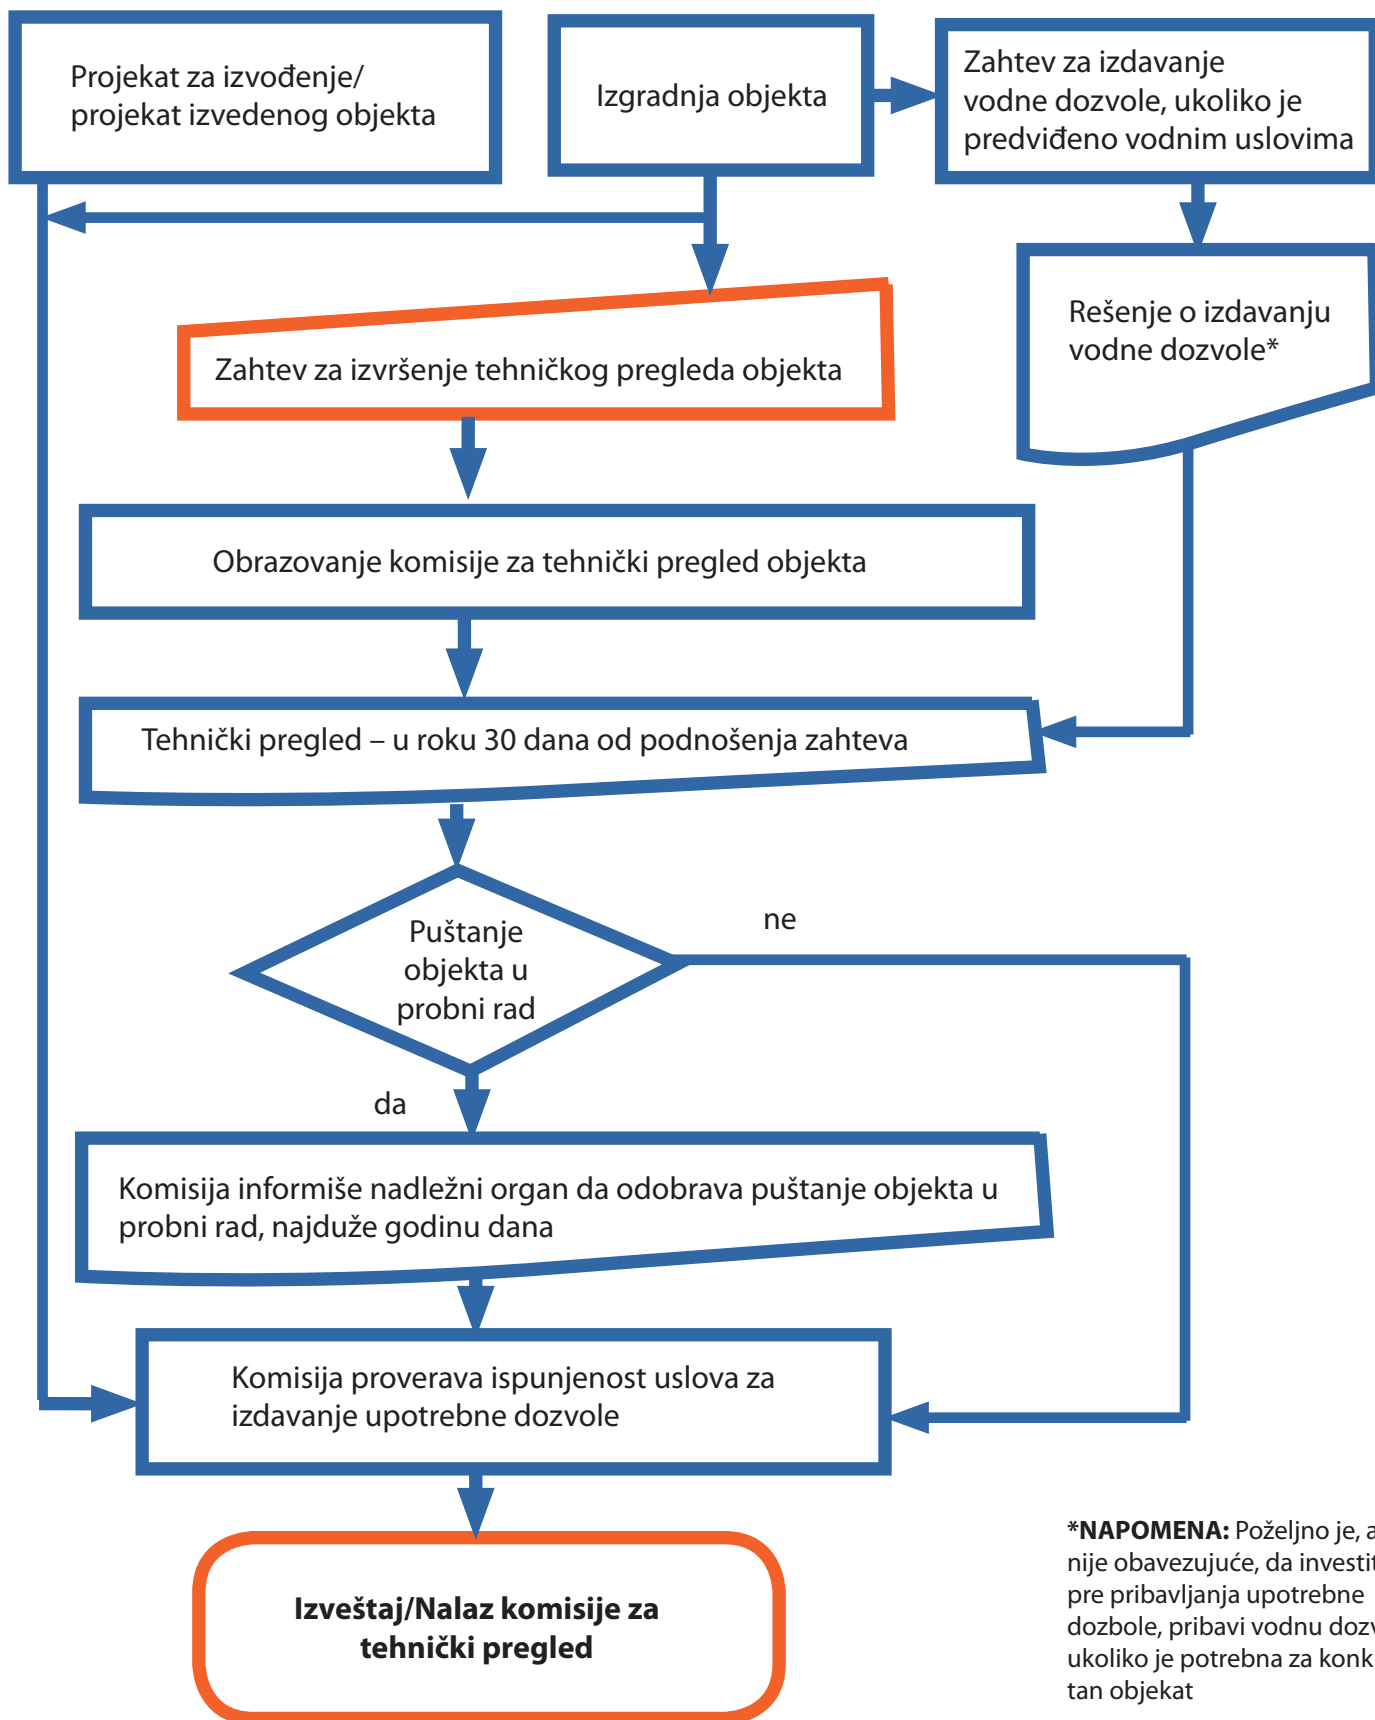 Projekat za izvođenje/
projekat izvedenog objekta
Izgradnja objekta
Zahtev za izdavanje
vodne dozvole, ukoliko je
predviđeno vodnim uslovima
Rešenje o izdavanju
vodne dozvole*
Zahtev za izvršenje tehničkog pregleda objekta
Obrazovanje komisije za tehnički pregled objekta
Tehnički pregled – u roku 30 dana od podnošenja zahteva
Puštanje
objekta u
probni rad
ne
da
Komisija informiše nadležni organ da odobrava puštanje objekta u
probni rad, najduže godinu dana
Komisija proverava ispunjenost uslova za
izdavanje upotrebne dozvole
Izveštaj/Nalaz komisije za
tehnički pregled
*NAPOMENA: Poželjno je, a
nije obavezujuće, da investit
pre pribavljanja upotrebne
dozbole, pribavi vodnu dozv
ukoliko je potrebna za konk
tan objekat